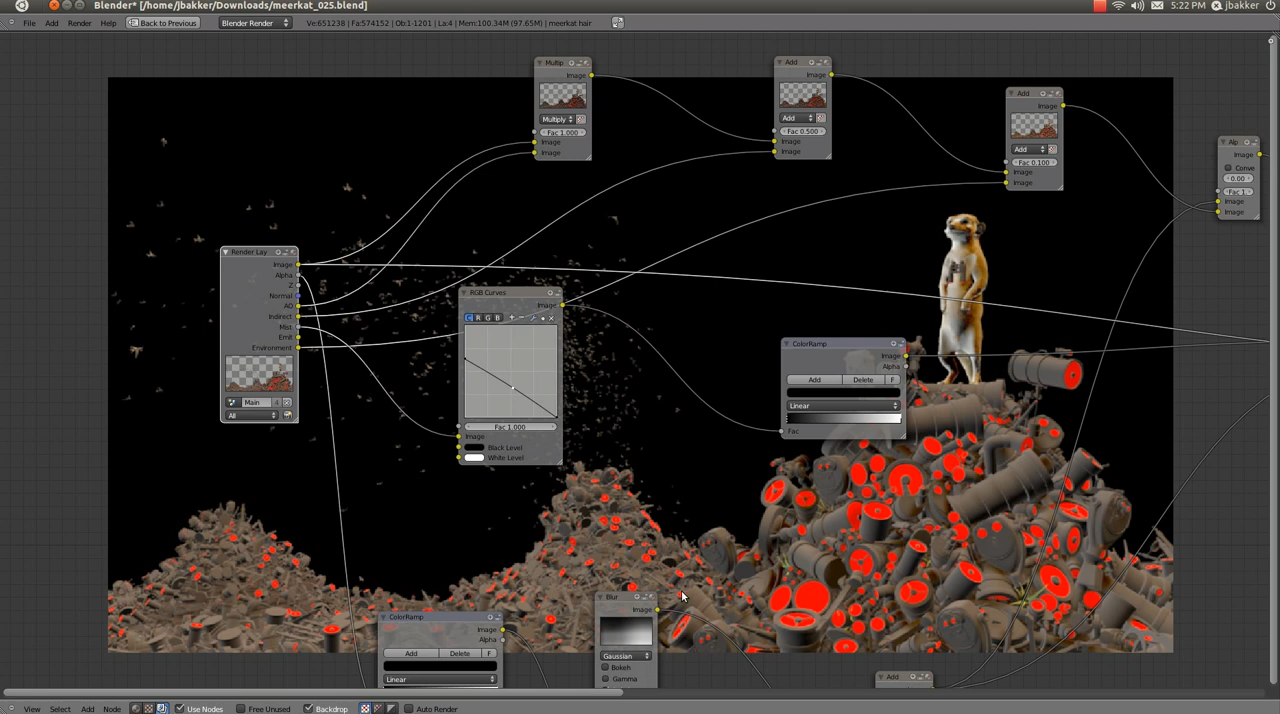 Blender* [/home/jbakker/Downloads/meerkat_025.blend]
5:22 PM jbakker
File Add Render Help Back to Previous Blender Render Ve:651238 | Fa:574152 | Ob:1-1201 | La:4 | Mem:100.34M (97.65M) | meerkat hair
Multip
Image
Multiply
Fac 1.000
Image
Image
Add
Image
Add
Fac 0.500
Image
Image
Add
Image
Add
Fac 0.100
Image
Image
Alp
Image
Conve
0.00
Fac 1.
Image
Image
Render Lay
Image
Alpha
Z
Normal
AO
Indirect
Mist
Emit
Environment
Main 4
All
RGB Curves
Image
C R G B
Fac 1.000
Image
Black Level
White Level
ColorRamp
Image
Alpha
Add Delete F
Linear
Fac
ColorRamp
Image
Alpha
Add Delete F
Linear
Blur
Image
Gaussian
Bokeh
Gamma
Add
View Select Add Node Use Nodes Free Unused Backdrop Auto Render